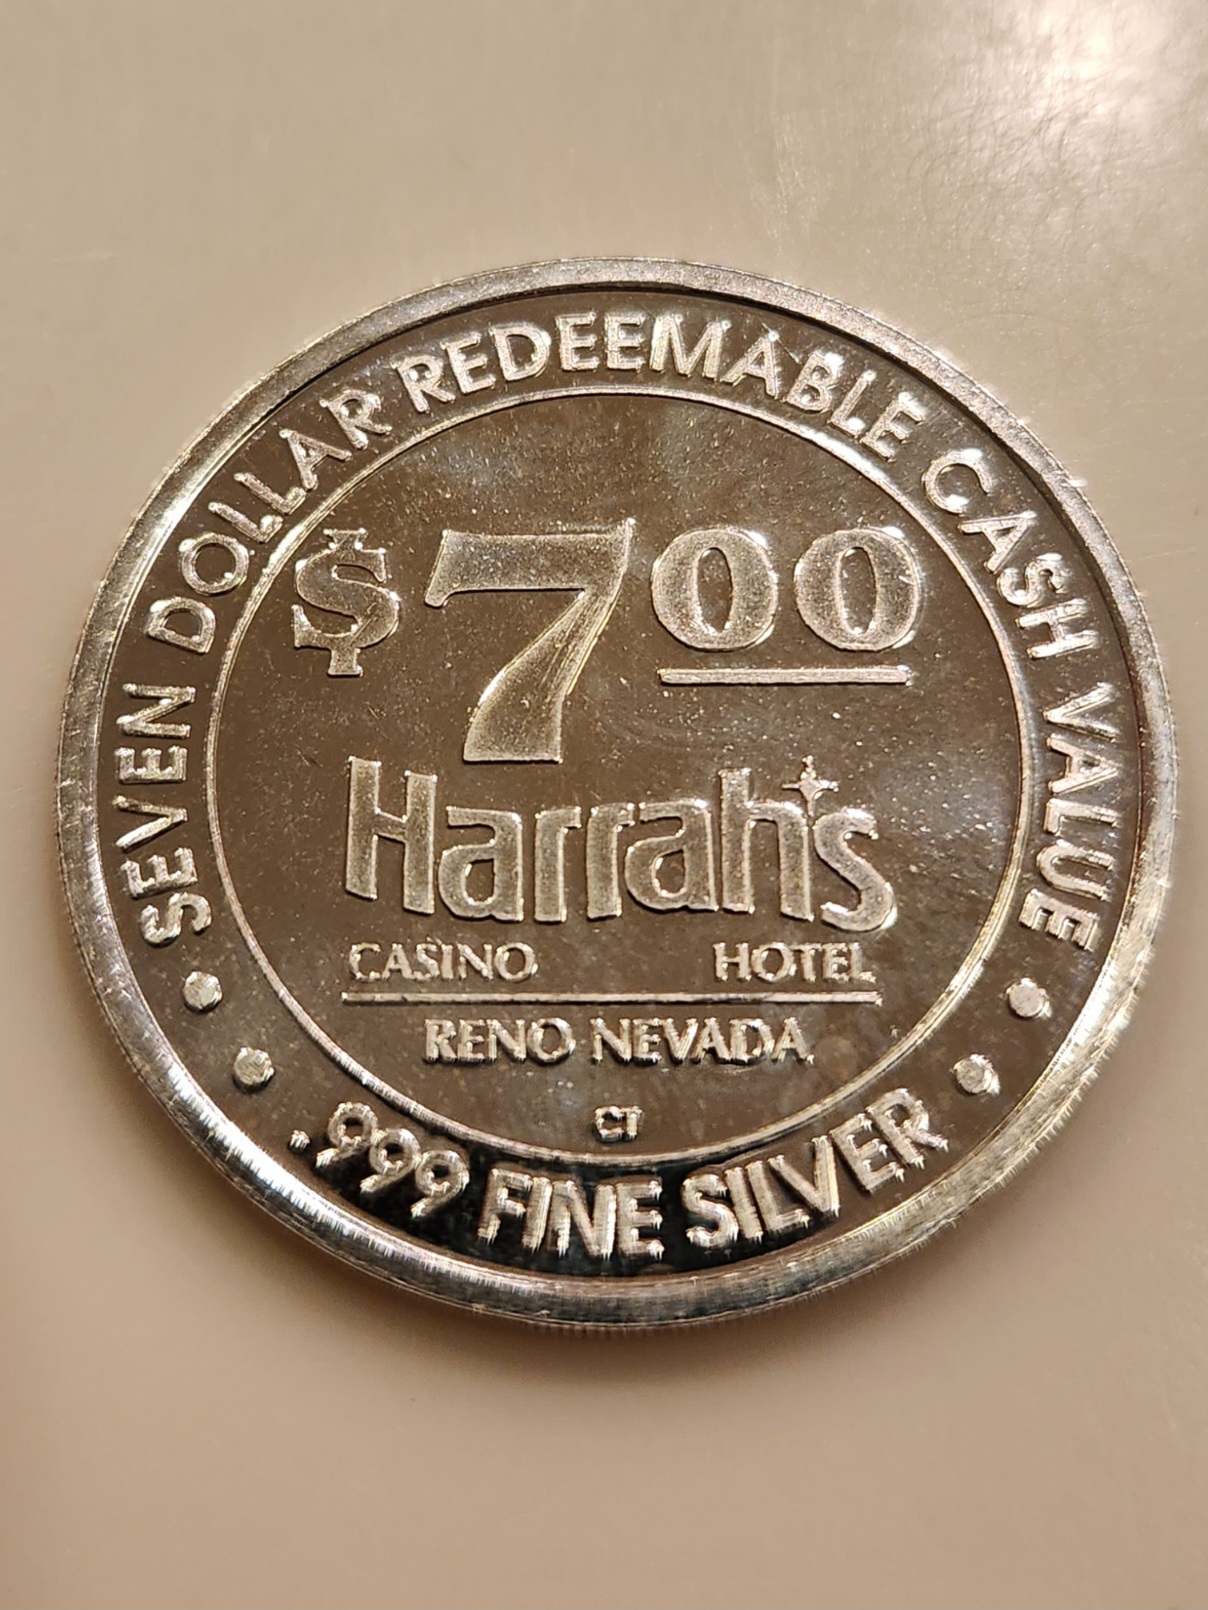 SEVEN DOLLAR REDEEMABLE CASH VALUE
$7.00
Harrah's
CASINO HOTEL
RENO NEVADA
CT
.999 FINE SILVER